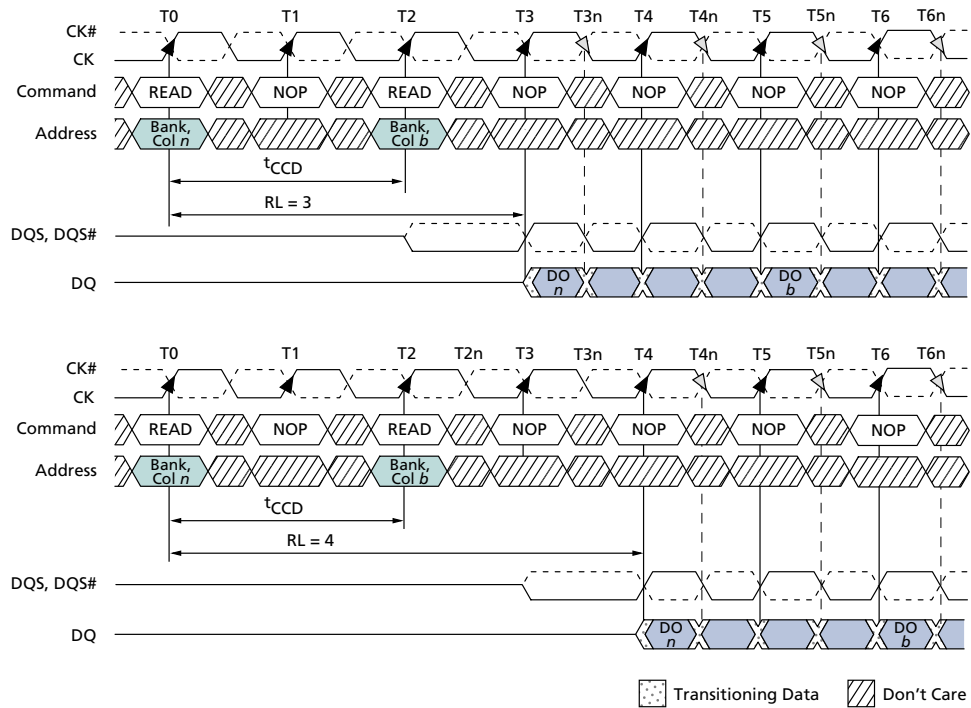 T0 T1 T2 T3 T3n T4 T4n T5 T5n T6 T6n
CK#
CK
Command READ NOP READ NOP NOP NOP NOP
Address Bank, Col n Bank, Col b
tCCD
RL = 3
DQS, DQS#
DQ DO n DO b
T0 T1 T2 T2n T3 T3n T4 T4n T5 T5n T6 T6n
CK#
CK
Command READ NOP READ NOP NOP NOP NOP
Address Bank, Col n Bank, Col b
tCCD
RL = 4
DQS, DQS#
DQ DO n DO b
Transitioning Data Don't Care